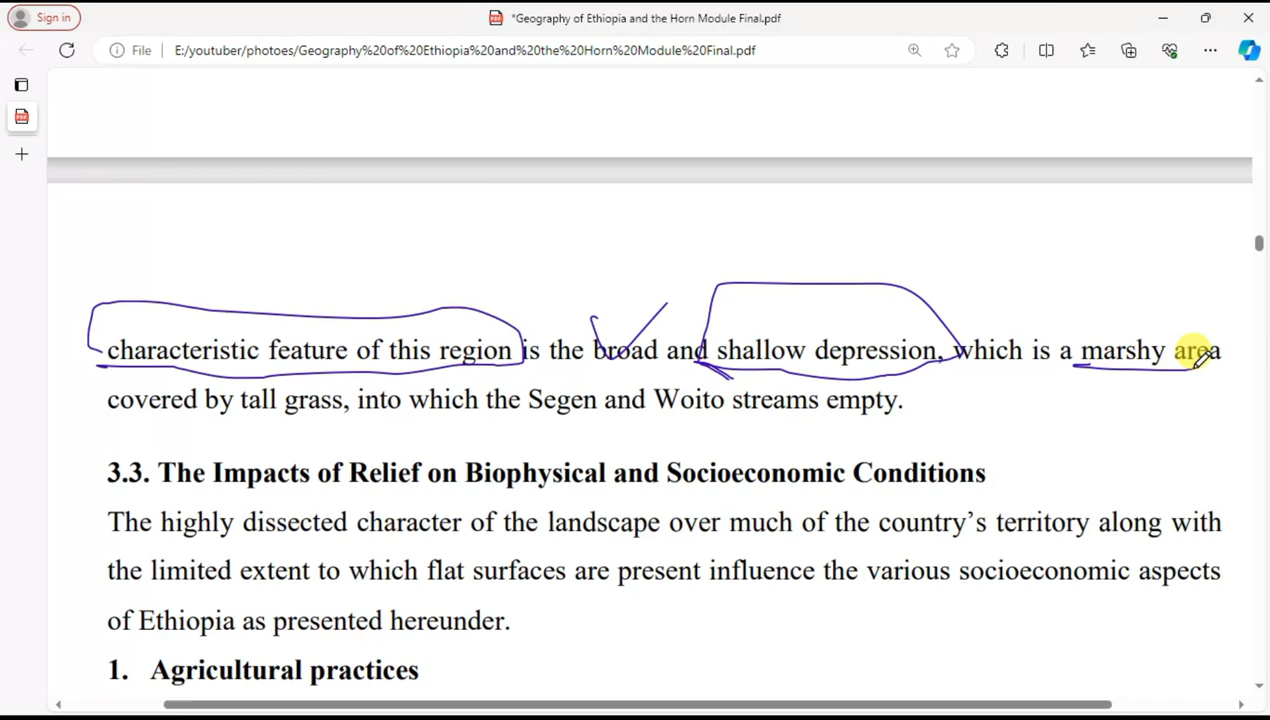 Sign in
*Geography of Ethiopia and the Horn Module Final.pdf
File E:/youtuber/photoes/Geography%20of%20Ethiopia%20and%20the%20Horn%20Module%20Final.pdf
characteristic feature of this region is the broad and shallow depression, which is a marshy area
covered by tall grass, into which the Segen and Woito streams empty.
3.3. The Impacts of Relief on Biophysical and Socioeconomic Conditions
The highly dissected character of the landscape over much of the country's territory along with
the limited extent to which flat surfaces are present influence the various socioeconomic aspects
of Ethiopia as presented hereunder.
1. Agricultural practices